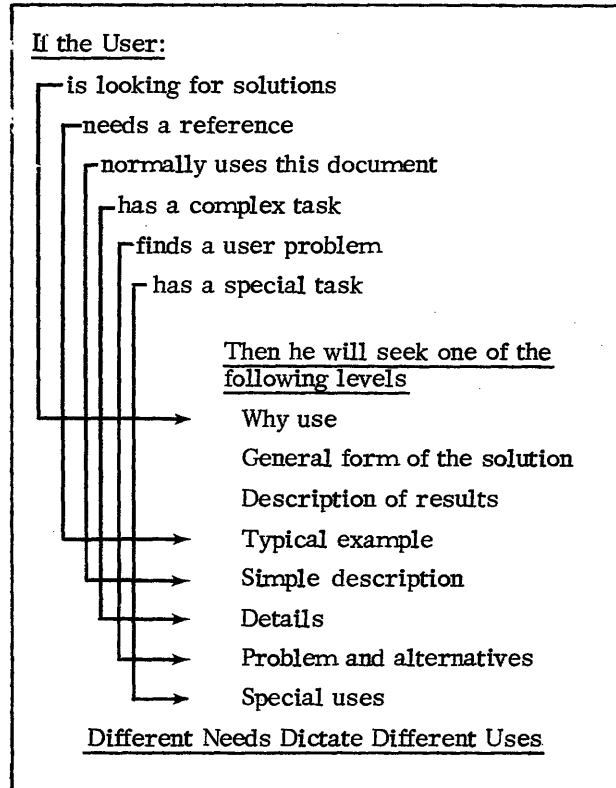 If the User:
is looking for solutions
needs a reference
normally uses this document
has a complex task
finds a user problem
has a special task
Then he will seek one of the
following levels
Why use
General form of the solution
Description of results
Typical example
Simple description
Details
Problem and alternatives
Special uses
Different Needs Dictate Different Uses